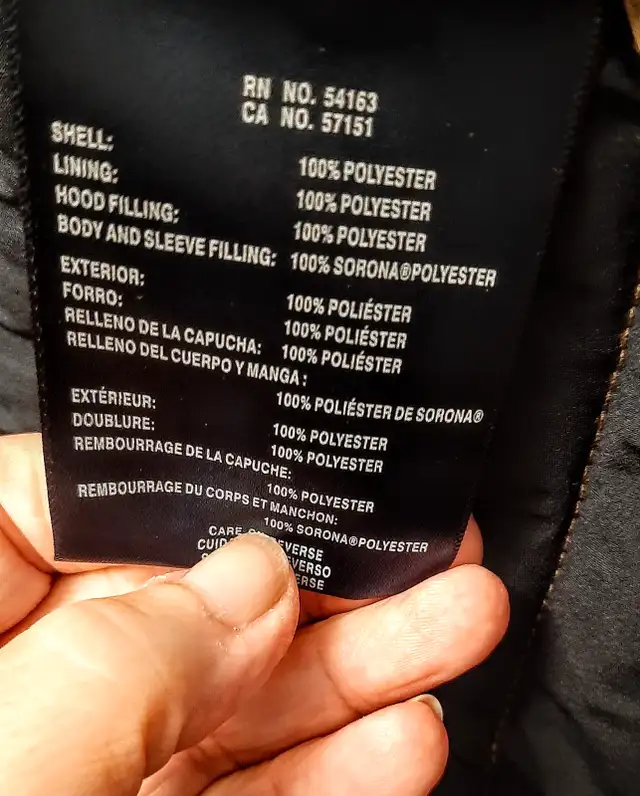 RN NO. 54163
CA NO. 57151
SHELL: 100% POLYESTER
LINING: 100% POLYESTER
HOOD FILLING: 100% POLYESTER
BODY AND SLEEVE FILLING: 100% SORONA®POLYESTER
EXTERIOR: 100% POLIÉSTER
FORRO: 100% POLIÉSTER
RELLENO DE LA CAPUCHA: 100% POLIÉSTER
RELLENO DEL CUERPO Y MANGA: 100% POLIÉSTER DE SORONA®
EXTÉRIEUR: 100% POLYESTER
DOUBLURE: 100% POLYESTER
REMBOURRAGE DE LA CAPUCHE: 100% POLYESTER
REMBOURRAGE DU CORPS ET MANCHON: 100% SORONA®POLYESTER
CARE